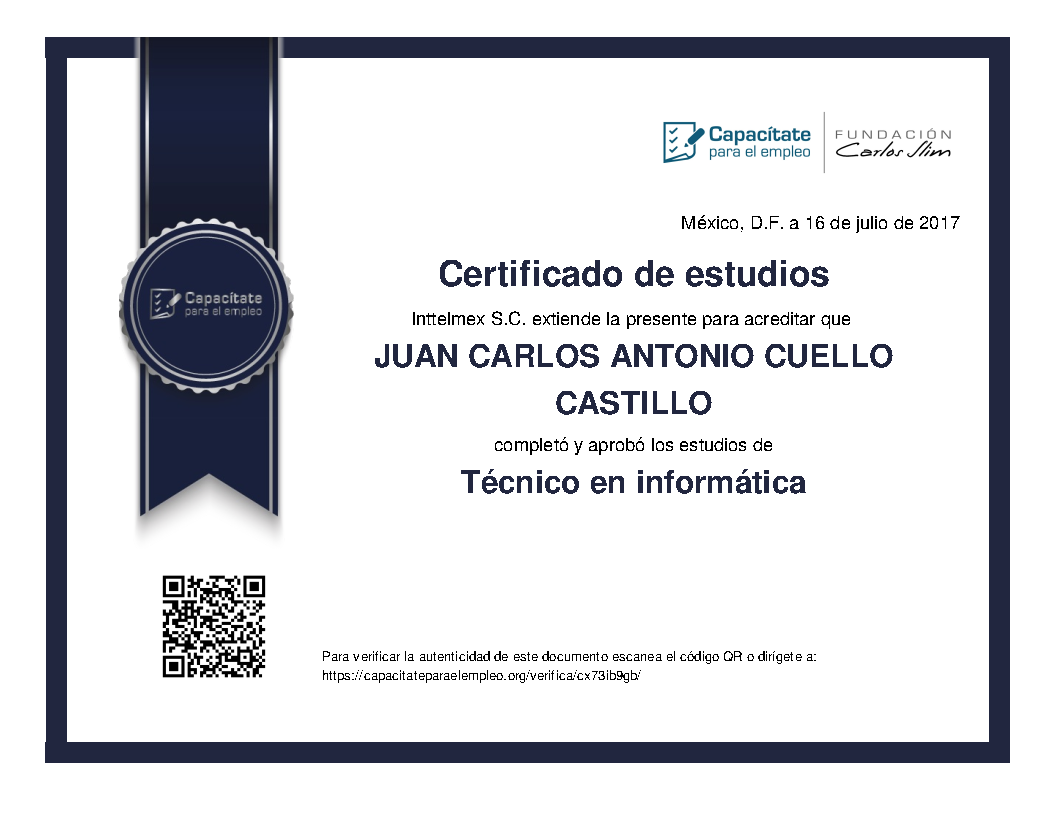 Capacítate
para el empleo
FUNDACIÓN
Carlos Slim
México, D.F. a 16 de julio de 2017
Certificado de estudios
Inttelmex S.C. extiende la presente para acreditar que
JUAN CARLOS ANTONIO CUELLO
CASTILLO
completó y aprobó los estudios de
Técnico en informática
Capacítate
para el empleo
Para verificar la autenticidad de este documento escanea el código QR o dirígete a:
https://capacitateparaelempleo.org/verifica/cx73ib9gb/